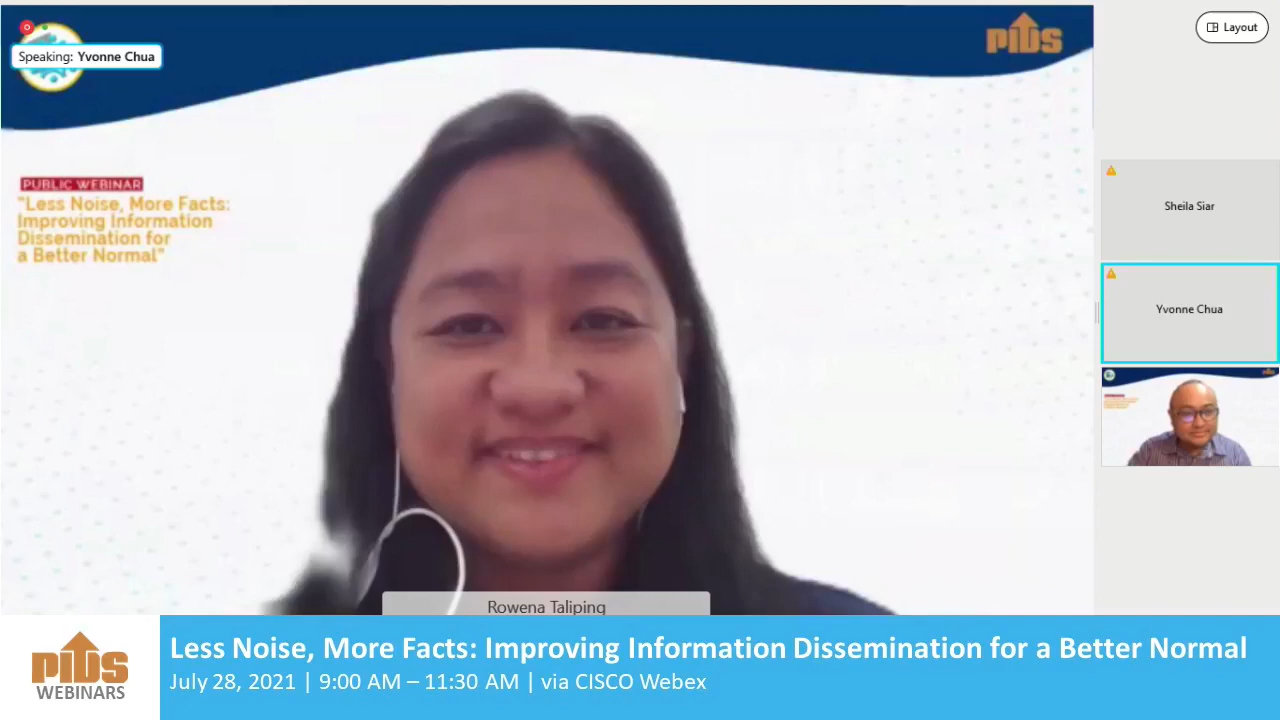 Speaking: Yvonne Chua
PIDS
Layout
PUBLIC WEBINAR
"Less Noise, More Facts:
Improving Information
Dissemination for
a Better Normal"
Sheila Siar
Yvonne Chua
Rowena Taliping
PIDS
WEBINARS
Less Noise, More Facts: Improving Information Dissemination for a Better Normal
July 28, 2021 | 9:00 AM – 11:30 AM | via CISCO Webex